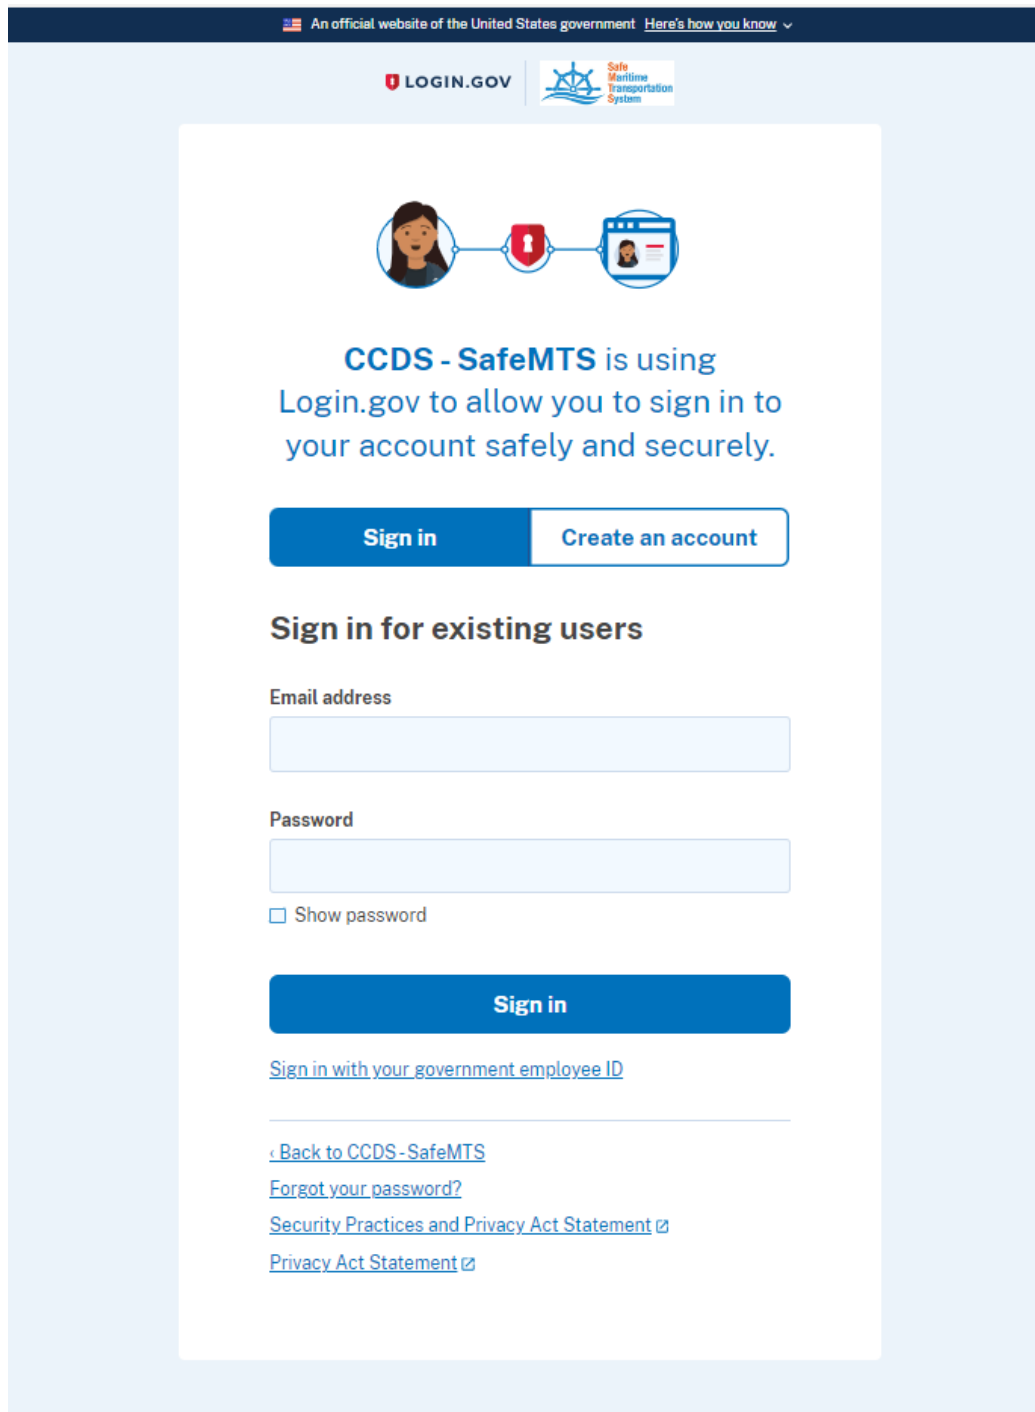 An official website of the United States government Here's how you know
LOGIN.GOV
Safe
Maritime
Transportation
System
CCDS - SafeMTS is using
Login.gov to allow you to sign in to
your account safely and securely.
Sign in Create an account
Sign in for existing users
Email address
Password
Show password
Sign in
Sign in with your government employee ID
‹ Back to CCDS - SafeMTS
Forgot your password?
Security Practices and Privacy Act Statement
Privacy Act Statement